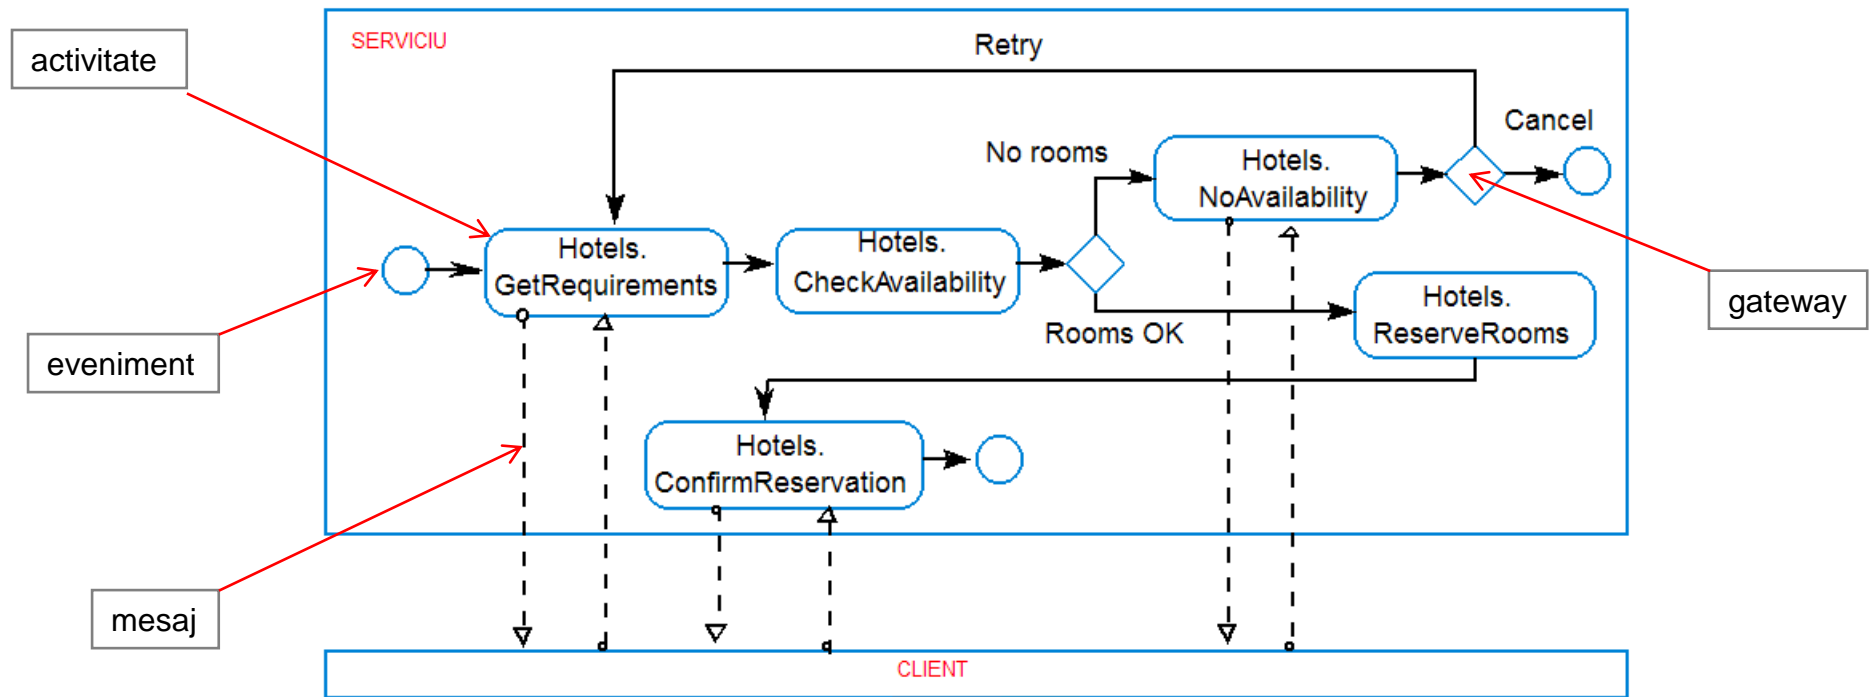 SERVICIU
Retry
activitate
Cancel
No rooms
Hotels.
NoAvailability
Hotels.
GetRequirements
Hotels.
CheckAvailability
Hotels.
ReserveRooms
gateway
Rooms OK
eveniment
Hotels.
ConfirmReservation
mesaj
CLIENT